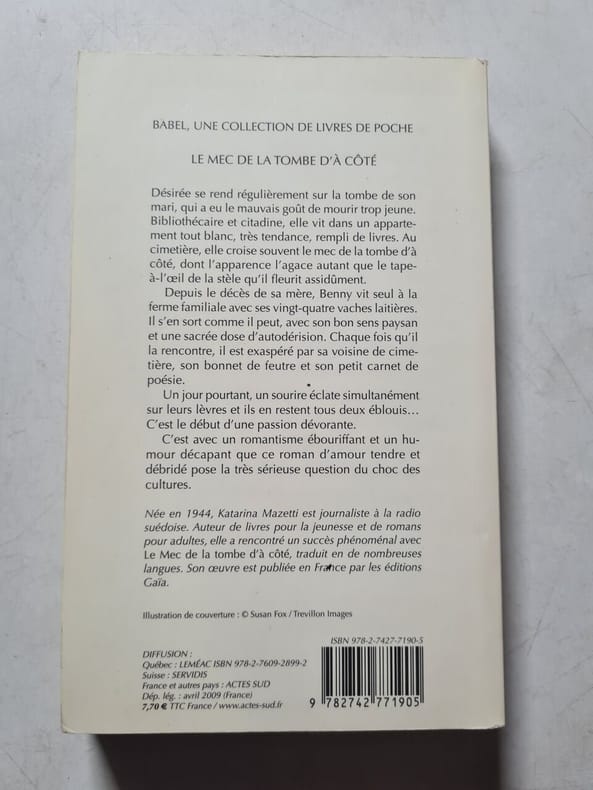 BABEL, UNE COLLECTION DE LIVRES DE POCHE
LE MEC DE LA TOMBE D'À CÔTÉ
Désirée se rend régulièrement sur la tombe de son
mari, qui a eu le mauvais goût de mourir trop jeune.
Bibliothécaire et citadine, elle vit dans un apparte-
ment tout blanc, très tendance, rempli de livres. Au
cimetière, elle croise souvent le mec de la tombe d'à
côté, dont l'apparence l'agace autant que le tape-
à-l'œil de la stèle qu'il fleurit assidûment.
Depuis le décès de sa mère, Benny vit seul à la
ferme familiale avec ses vingt-quatre vaches laitières.
Il s'en sort comme il peut, avec son bon sens paysan
et une sacrée dose d'autodérision. Chaque fois qu'il
la rencontre, il est exaspéré par sa voisine de cime-
tière, son bonnet de feutre et son petit carnet de
poésie.
Un jour pourtant, un sourire éclate simultanément
sur leurs lèvres et ils en restent tous deux éblouis...
C'est le début d'une passion dévorante.
C'est avec un romantisme ébouriffant et un hu-
mour décapant que ce roman d'amour tendre et
débridé pose la très sérieuse question du choc des
cultures.
Née en 1944, Katarina Mazetti est journaliste à la radio
suédoise. Auteur de livres pour la jeunesse et de romans
pour adultes, elle a rencontré un succès phénoménal avec
Le Mec de la tombe d'à côté, traduit en de nombreuses
langues. Son œuvre est publiée en France par les éditions
Gaïa.
Illustration de couverture : © Susan Fox / Trevillon Images
DIFFUSION :
Québec : LEMÉAC ISBN 978-2-7609-2899-2
Suisse : SERVIDIS
France et autres pays : ACTES SUD
Dép. lég. : avril 2009 (France)
7,70 € TTC France / www.actes-sud.fr
ISBN 978-2-7427-7190-5
9 782742 771905